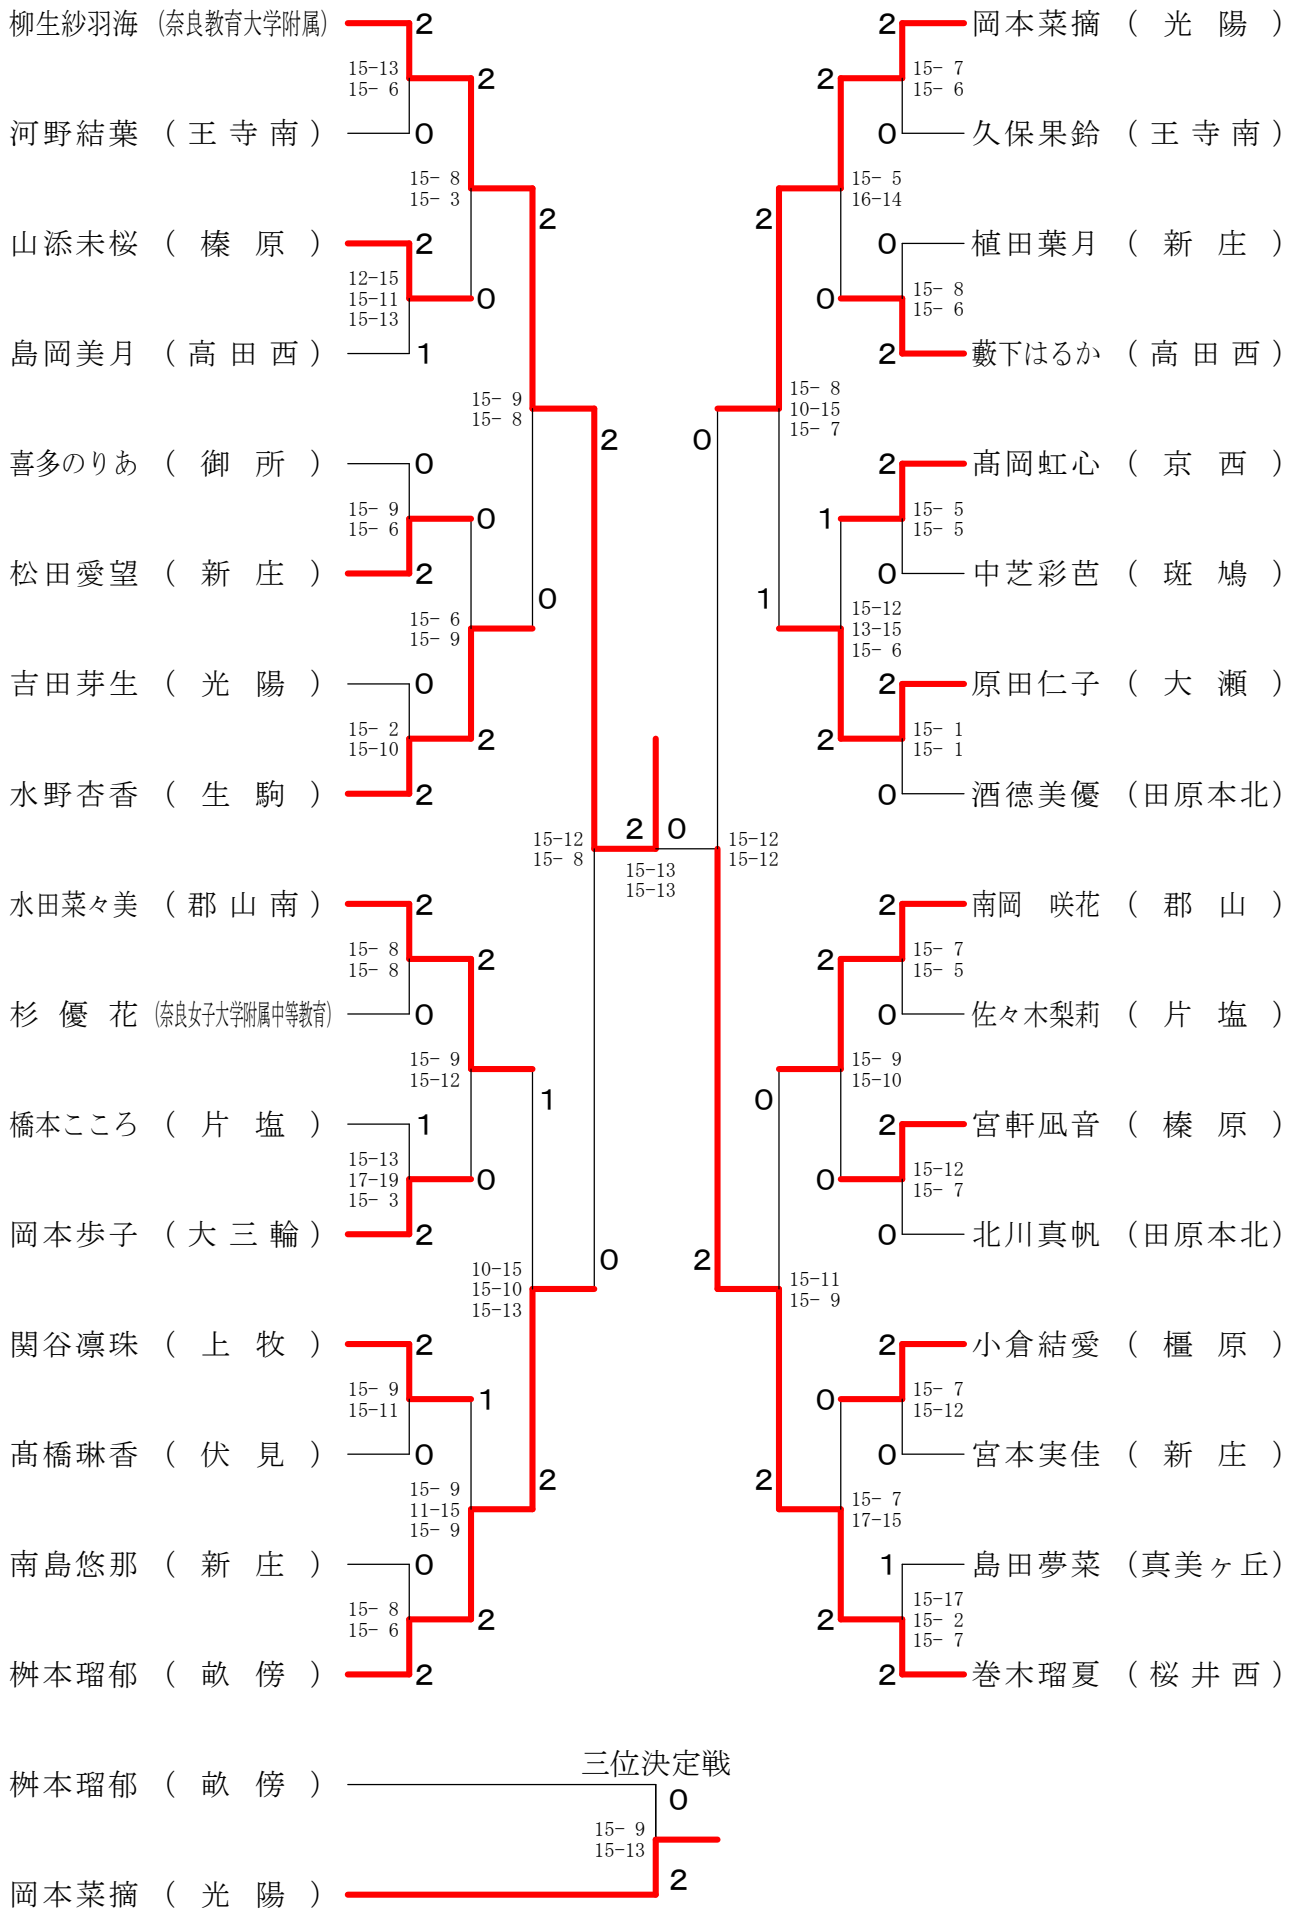 柳生紗羽海 (奈良教育大学附属) 2
15-13
15- 6
2
河野結葉 ( 王寺南 ) 0
15- 8
15- 3
2
山添未桜 ( 榛原 ) 2
12-15
15-11
15-13
0
島岡美月 ( 高田西 ) 1
15- 9
15- 8
2
喜多のりあ ( 御所 ) 0
15- 9
15- 6
0
松田愛望 ( 新庄 ) 2
15- 6
15- 9
0
吉田芽生 ( 光陽 ) 0
15- 2
15-10
2
水野杏香 ( 生駒 ) 2
15-12
15- 8
水田菜々美 ( 郡山南 ) 2
15- 8
15- 8
2
杉優花 (奈良女子大学附属中等教育) 0
15- 9
15-12
1
橋本こころ ( 片塩 ) 1
15-13
17-19
15- 3
0
岡本歩子 ( 大三輪 ) 2
10-15
15-10
15-13
0
関谷凛珠 ( 上牧 ) 2
15- 9
15-11
1
髙橋琳香 ( 伏見 ) 0
15- 9
11-15
15- 9
2
南島悠那 ( 新庄 ) 0
15- 8
15- 6
2
桝本瑠郁 ( 畝傍 ) 2
2 0
15-13
15-13
2 岡本菜摘 ( 光陽 )
15- 7
15- 6
2
0 久保果鈴 ( 王寺南 )
15- 5
16-14
2
0 植田葉月 ( 新庄 )
15- 8
15- 6
0
2 藪下はるか ( 高田西 )
15- 8
10-15
15- 7
0
2 髙岡虹心 ( 京西 )
15- 5
15- 5
1
0 中芝彩芭 ( 斑鳩 )
15-12
13-15
15- 6
1
2 原田仁子 ( 大瀬 )
15- 1
15- 1
2
0 酒德美優 (田原本北)
15-12
15-12
2 南岡 咲花 ( 郡山 )
15- 7
15- 5
2
0 佐々木梨莉 ( 片塩 )
15- 9
15-10
0
2 宮軒凪音 ( 榛原 )
15-12
15- 7
0
0 北川真帆 (田原本北)
15-11
15- 9
2
2 小倉結愛 ( 橿原 )
15- 7
15-12
0
0 宮本実佳 ( 新庄 )
15- 7
17-15
2
1 島田夢菜 (真美ヶ丘)
15-17
15- 2
15- 7
2
2 巻木瑠夏 ( 桜井西 )
三位決定戦
桝本瑠郁 ( 畝傍 ) 0
15- 9
15-13
岡本菜摘 ( 光陽 ) 2